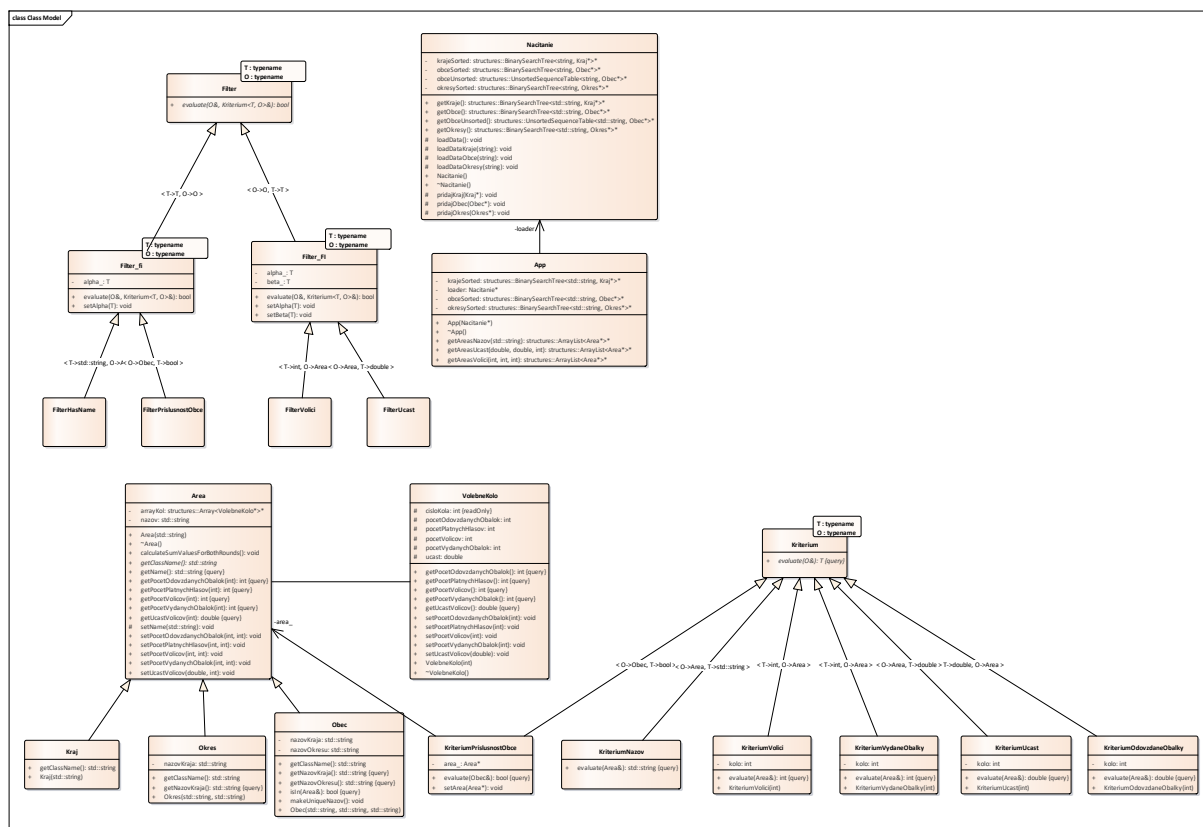 class Class Model
T : typename
O : typename
Filter
+ evaluate(O&, Kriterium<T, O>&): bool
< T->T, O->O >
< O->O, T->T >
T : typename
O : typename
Filter_fi
- alpha_: T
+ evaluate(O&, Kriterium<T, O>&): bool
+ setAlpha(T): void
T : typename
O : typename
Filter_FI
- alpha_: T
- beta_: T
+ evaluate(O&, Kriterium<T, O>&): bool
+ setAlpha(T): void
+ setBeta(T): void
< T->std::string, O->A
< O->Obec, T->bool >
< T->int, O->Area
< O->Area, T->double >
FilterHasName
FilterPrislusnostObce
FilterVolici
FilterUcast
Nacitanie
- krajeSorted: structures::BinarySearchTree<string, Kraj*>*
- obceSorted: structures::BinarySearchTree<string, Obec*>*
- obceUnsorted: structures::UnsortedSequenceTable<string, Obec*>*
- okresySorted: structures::BinarySearchTree<string, Okres*>*
+ getKraje(): structures::BinarySearchTree<std::string, Kraj*>*
+ getObce(): structures::BinarySearchTree<std::string, Obec*>*
+ getObceUnsorted(): structures::UnsortedSequenceTable<std::string, Obec*>*
+ getOkresy(): structures::BinarySearchTree<std::string, Okres*>*
# loadData(): void
# loadDataKraje(string): void
# loadDataObce(string): void
# loadDataOkresy(string): void
+ Nacitanie()
+ ~Nacitanie()
# pridajKraj(Kraj*): void
# pridajObec(Obec*): void
# pridajOkres(Okres*): void
-loader
App
- krajeSorted: structures::BinarySearchTree<std::string, Kraj*>*
- loader: Nacitanie*
- obceSorted: structures::BinarySearchTree<std::string, Obec*>*
- okresySorted: structures::BinarySearchTree<std::string, Okres*>*
+ App(Nacitanie*)
+ ~App()
+ getAreasNazov(std::string): structures::ArrayList<Area*>*
+ getAreasUcast(double, double, int): structures::ArrayList<Area*>*
+ getAreasVolici(int, int, int): structures::ArrayList<Area*>*
Area
- arrayKol: structures::Array<VolebneKolo*>*
- nazov: std::string
+ Area(std::string)
+ ~Area()
+ calculateSumValuesForBothRounds(): void
+ getClassName(): std::string
+ getName(): std::string {query}
+ getPocetOdovzdanychObalok(int): int {query}
+ getPocetPlatnychHlasov(int): int {query}
+ getPocetVolicov(int): int {query}
+ getPocetVydanychObalok(int): int {query}
+ getUcastVolicov(int): double {query}
# setName(std::string): void
+ setPocetOdovzdanychObalok(int, int): void
+ setPocetPlatnychHlasov(int, int): void
+ setPocetVolicov(int, int): void
+ setPocetVydanychObalok(int, int): void
+ setUcastVolicov(double, int): void
VolebneKolo
# cisloKola: int {readOnly}
# pocetOdovzdanychObalok: int
# pocetPlatnychHlasov: int
# pocetVolicov: int
# pocetVydanychObalok: int
# ucast: double
+ getPocetOdovzdanychObalok(): int {query}
+ getPocetPlatnychHlasov(): int {query}
+ getPocetVolicov(): int {query}
+ getPocetVydanychObalok(): int {query}
+ getUcastVolicov(): double {query}
+ setPocetOdovzdanychObalok(int): void
+ setPocetPlatnychHlasov(int): void
+ setPocetVolicov(int): void
+ setPocetVydanychObalok(int): void
+ setUcastVolicov(double): void
+ VolebneKolo(int)
+ ~VolebneKolo()
-area_
T : typename
O : typename
Kriterium
+ evaluate(O&): T {query}
< O->Obec, T->bool >
< O->Area, T->std::string >
< T->int, O->Area >
< T->int, O->Area >
< O->Area, T->double >
< T->double, O->Area >
Kraj
+ getClassName(): std::string
+ Kraj(std::string)
Okres
- nazovKraja: std::string
+ getClassName(): std::string
+ getNazovKraja(): std::string {query}
+ Okres(std::string, std::string)
Obec
- nazovKraja: std::string
- nazovOkresu: std::string
+ getClassName(): std::string
+ getNazovKraja(): std::string {query}
+ getNazovOkresu(): std::string {query}
+ isIn(Area&): bool {query}
+ makeUniqueNazov(): void
+ Obec(std::string, std::string, std::string)
KriteriumPrislusnostObce
- area_: Area*
+ evaluate(Obec&): bool {query}
+ setArea(Area*): void
KriteriumNazov
+ evaluate(Area&): std::string {query}
KriteriumVolici
- kolo: int
+ evaluate(Area&): int {query}
+ KriteriumVolici(int)
KriteriumVydaneObalky
- kolo: int
+ evaluate(Area&): int {query}
+ KriteriumVydaneObalky(int)
KriteriumUcast
- kolo: int
+ evaluate(Area&): double {query}
+ KriteriumUcast(int)
KriteriumOdovzdaneObalky
- kolo: int
+ evaluate(Area&): double {query}
+ KriteriumOdovzdaneObalky(int)